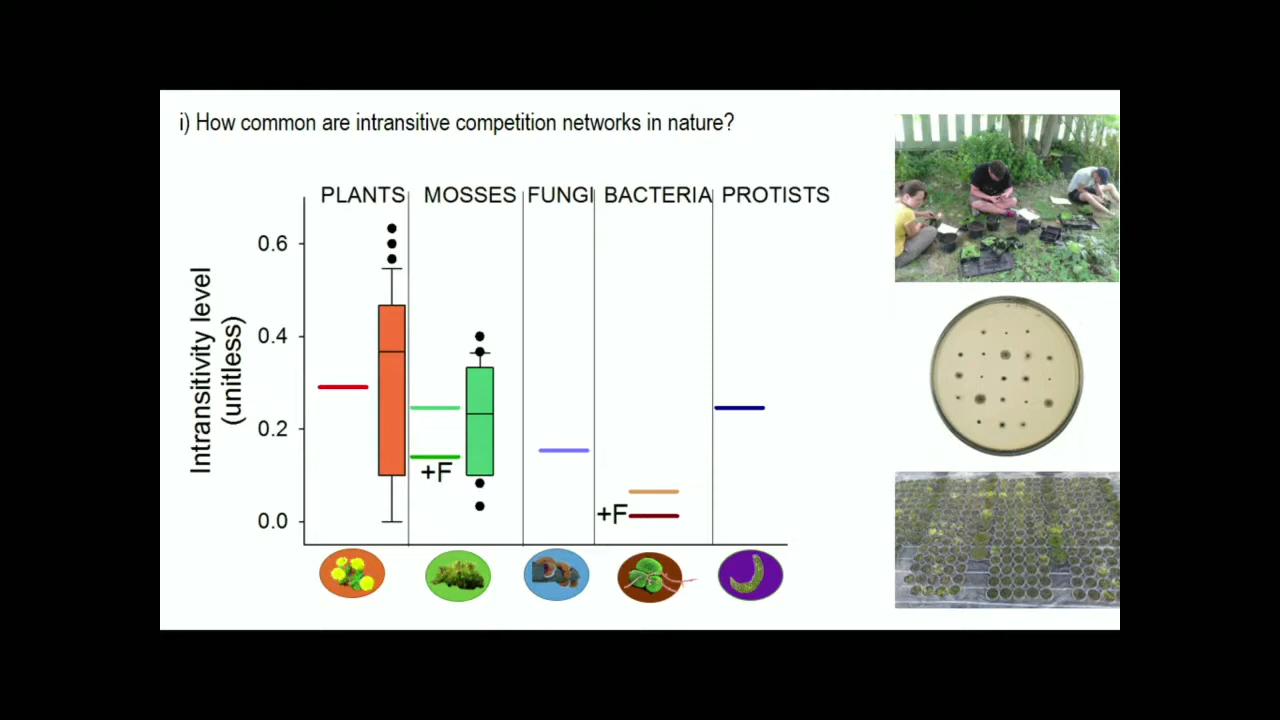 i) How common are intransitive competition networks in nature?
PLANTS MOSSES FUNGI BACTERIA PROTISTS
Intransitivity level
(unitless)
0.6
0.4
0.2
0.0
+F
+F